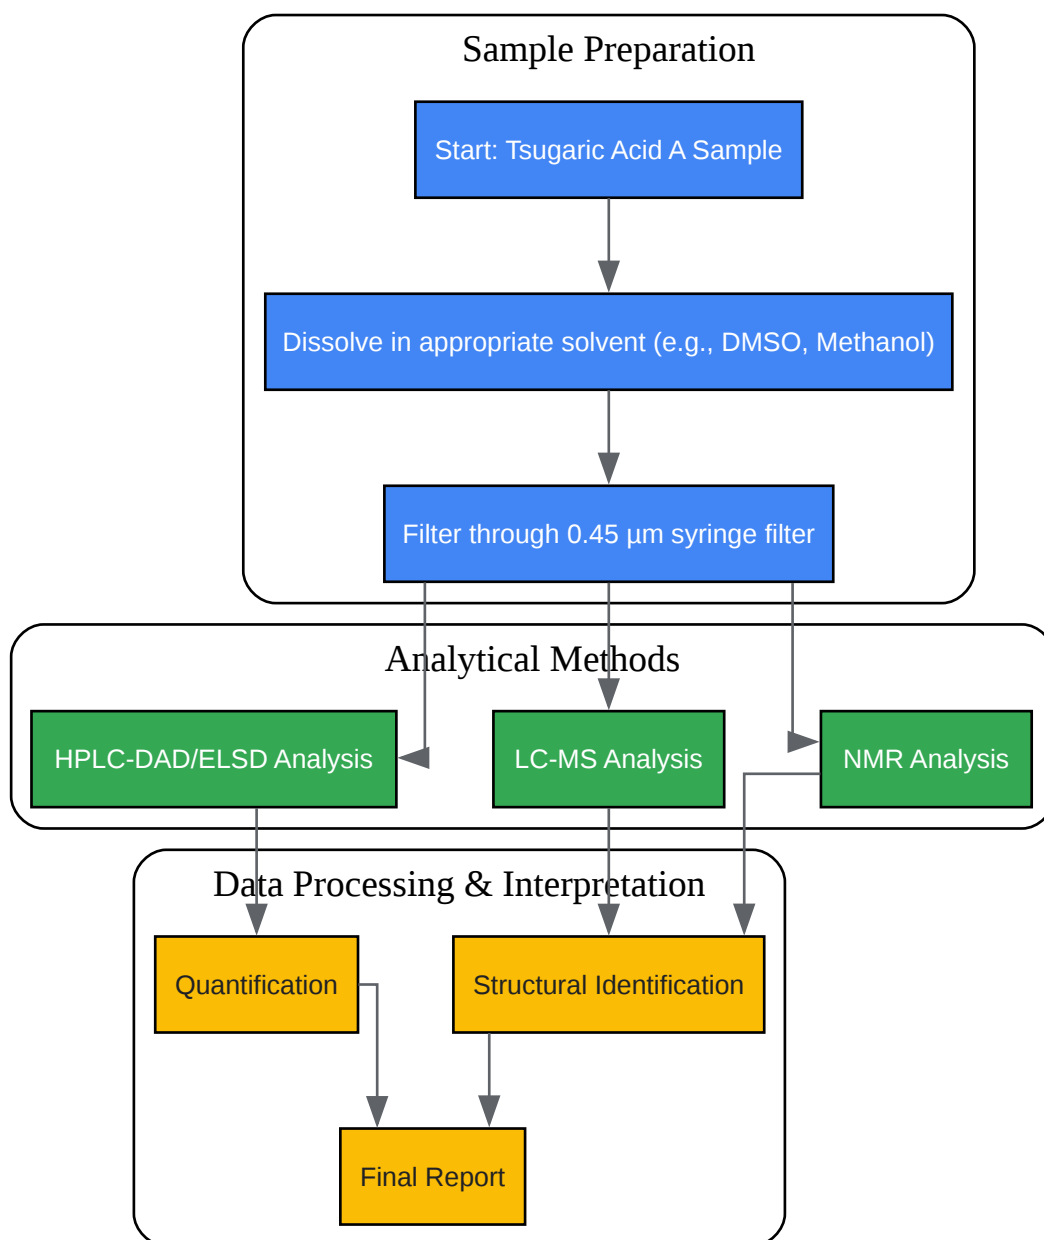 Sample Preparation
Start: Tsugaric Acid A Sample
Dissolve in appropriate solvent (e.g., DMSO, Methanol)
Filter through 0.45 µm syringe filter
Analytical Methods
HPLC-DAD/ELSD Analysis
LC-MS Analysis
NMR Analysis
Data Processing & Interpretation
Quantification
Structural Identification
Final Report